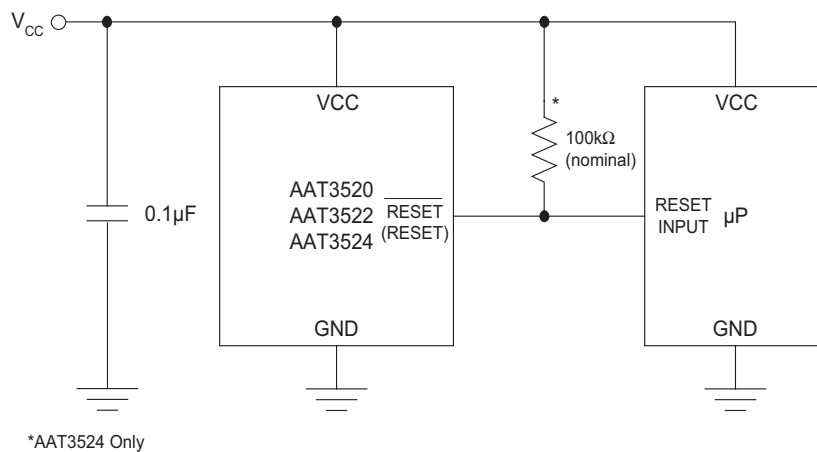 VCC
VCC
VCC
*
100kΩ
(nominal)
0.1µF
AAT3520
AAT3522
AAT3524
RESET
(RESET)
RESET
INPUT
µP
GND
GND
*AAT3524 Only